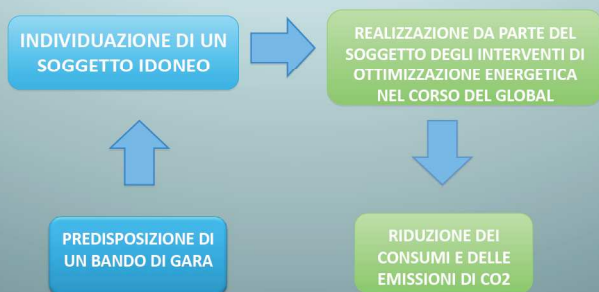 INDIVIDUAZIONE DI UN
SOGGETTO IDONEO
REALIZZAZIONE DA PARTE DEL
SOGGETTO DEGLI INTERVENTI DI
OTTIMIZZAZIONE ENERGETICA
NEL CORSO DEL GLOBAL
PREDISPOSIZIONE DI
UN BANDO DI GARA
RIDUZIONE DEI
CONSUMI E DELLE
EMISSIONI DI CO2